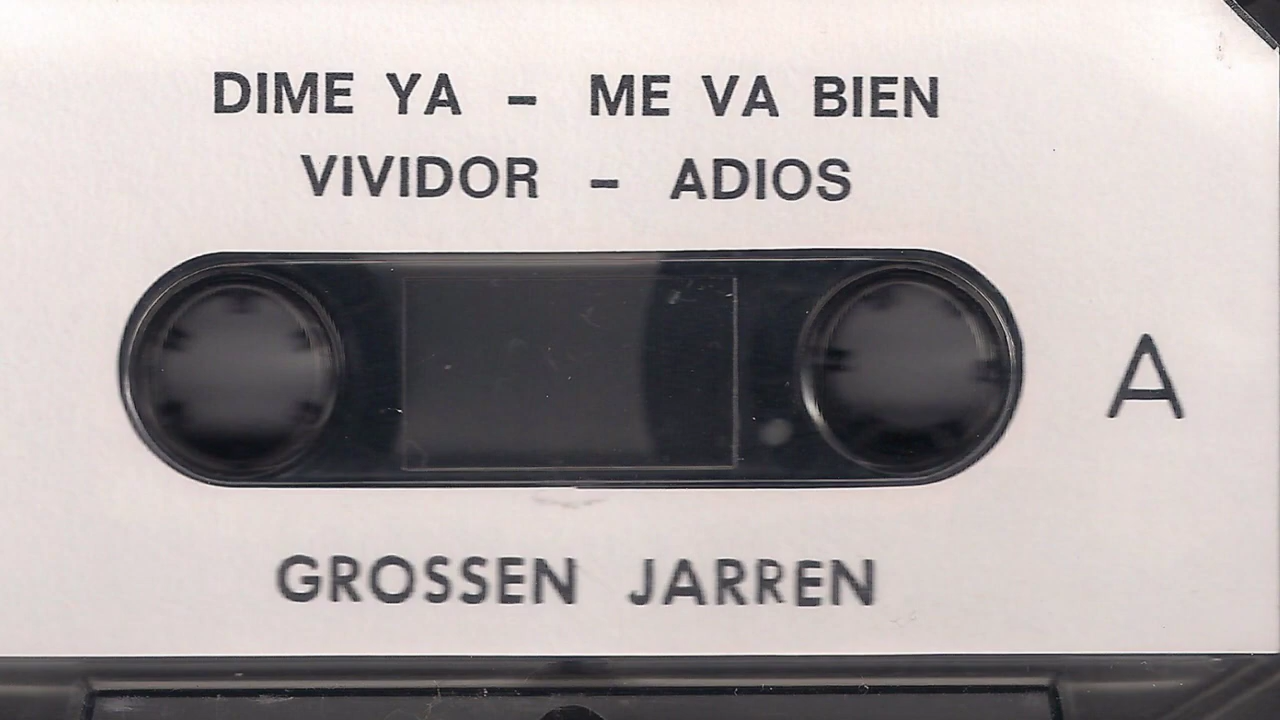 DIME YA - ME VA BIEN
VIVIDOR - ADIOS
A
GROSSEN JARREN